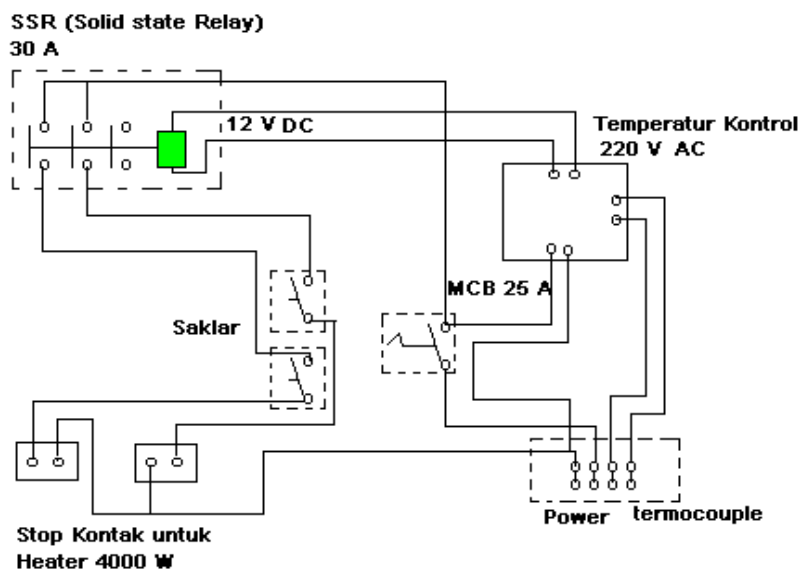 SSR (Solid state Relay)
30 A
12 V DC
Temperatur Kontrol
220 V AC
MCB 25 A
Saklar
Power
termocouple
Stop Kontak untuk
Heater 4000 W